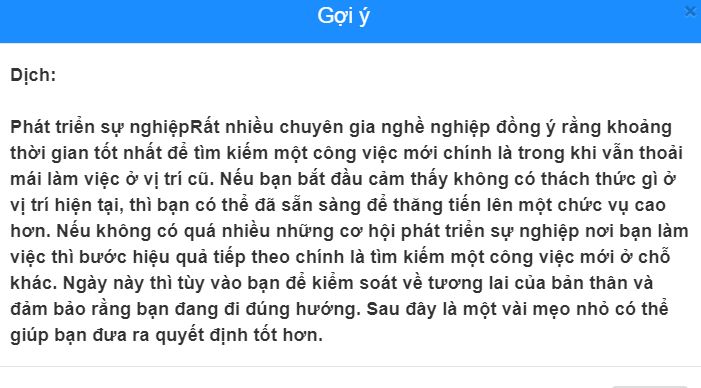 Gợi ý
×
Dịch:
Phát triển sự nghiệpRất nhiều chuyên gia nghề nghiệp đồng ý rằng khoảng
thời gian tốt nhất để tìm kiếm một công việc mới chính là trong khi vẫn thoải
mái làm việc ở vị trí cũ. Nếu bạn bắt đầu cảm thấy không có thách thức gì ở
vị trí hiện tại, thì bạn có thể đã sẵn sàng để thăng tiến lên một chức vụ cao
hơn. Nếu không có quá nhiều những cơ hội phát triển sự nghiệp nơi bạn làm
việc thì bước hiệu quả tiếp theo chính là tìm kiếm một công việc mới ở chỗ
khác. Ngày này thì tùy vào bạn để kiểm soát về tương lai của bản thân và
đảm bảo rằng bạn đang đi đúng hướng. Sau đây là một vài mẹo nhỏ có thể
giúp bạn đưa ra quyết định tốt hơn.